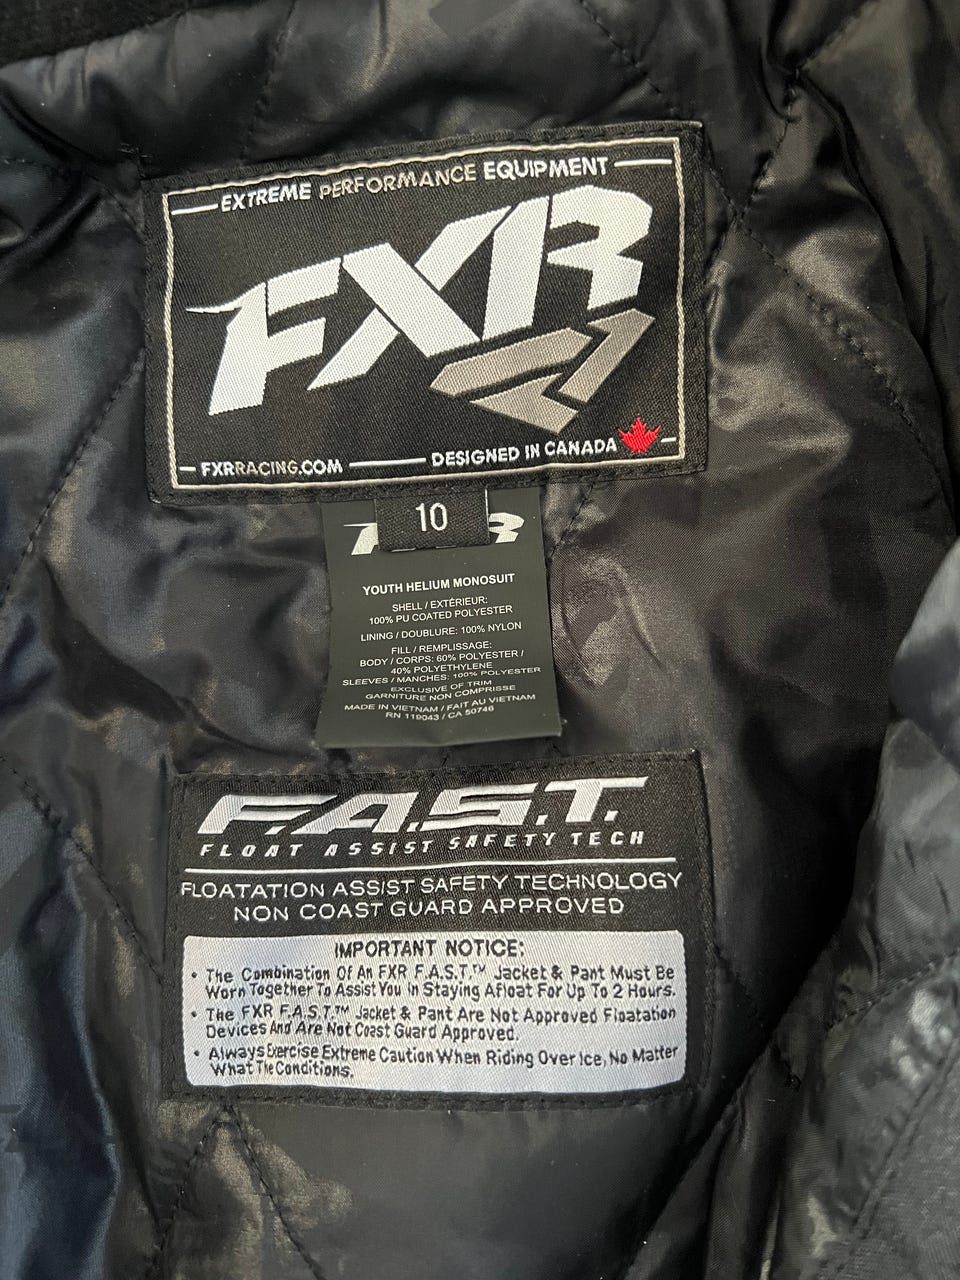 EXTREME PERFORMANCE EQUIPMENT
FXR
FXRRACING.COM
DESIGNED IN CANADA
10
YOUTH HELIUM MONOSUIT
SHELL / EXTÉRIEUR:
100% PU COATED POLYESTER
LINING / DOUBLURE: 100% NYLON
FILL / REMPLISSAGE:
BODY / CORPS: 60% POLYESTER /
40% POLYETHYLENE
SLEEVES / MANCHES: 100% POLYESTER
EXCLUSIVE OF TRIM
GARNITURE NON COMPRISSE
MADE IN VIETNAM / FAIT AU VIETNAM
RN 119043 / CA 50746
F.A.S.T.
FLOAT ASSIST SAFETY TECH
FLOATATION ASSIST SAFETY TECHNOLOGY
NON COAST GUARD APPROVED
IMPORTANT NOTICE:
• The Combination Of An FXR F.A.S.T.™ Jacket & Pant Must Be
Worn Together To Assist You In Staying Afloat For Up To 2 Hours.
• The FXR F.A.S.T.™ Jacket & Pant Are Not Approved Floatation
Devices And Are Not Coast Guard Approved.
• Always Exercise Extreme Caution When Riding Over Ice, No Matter
What The Conditions.